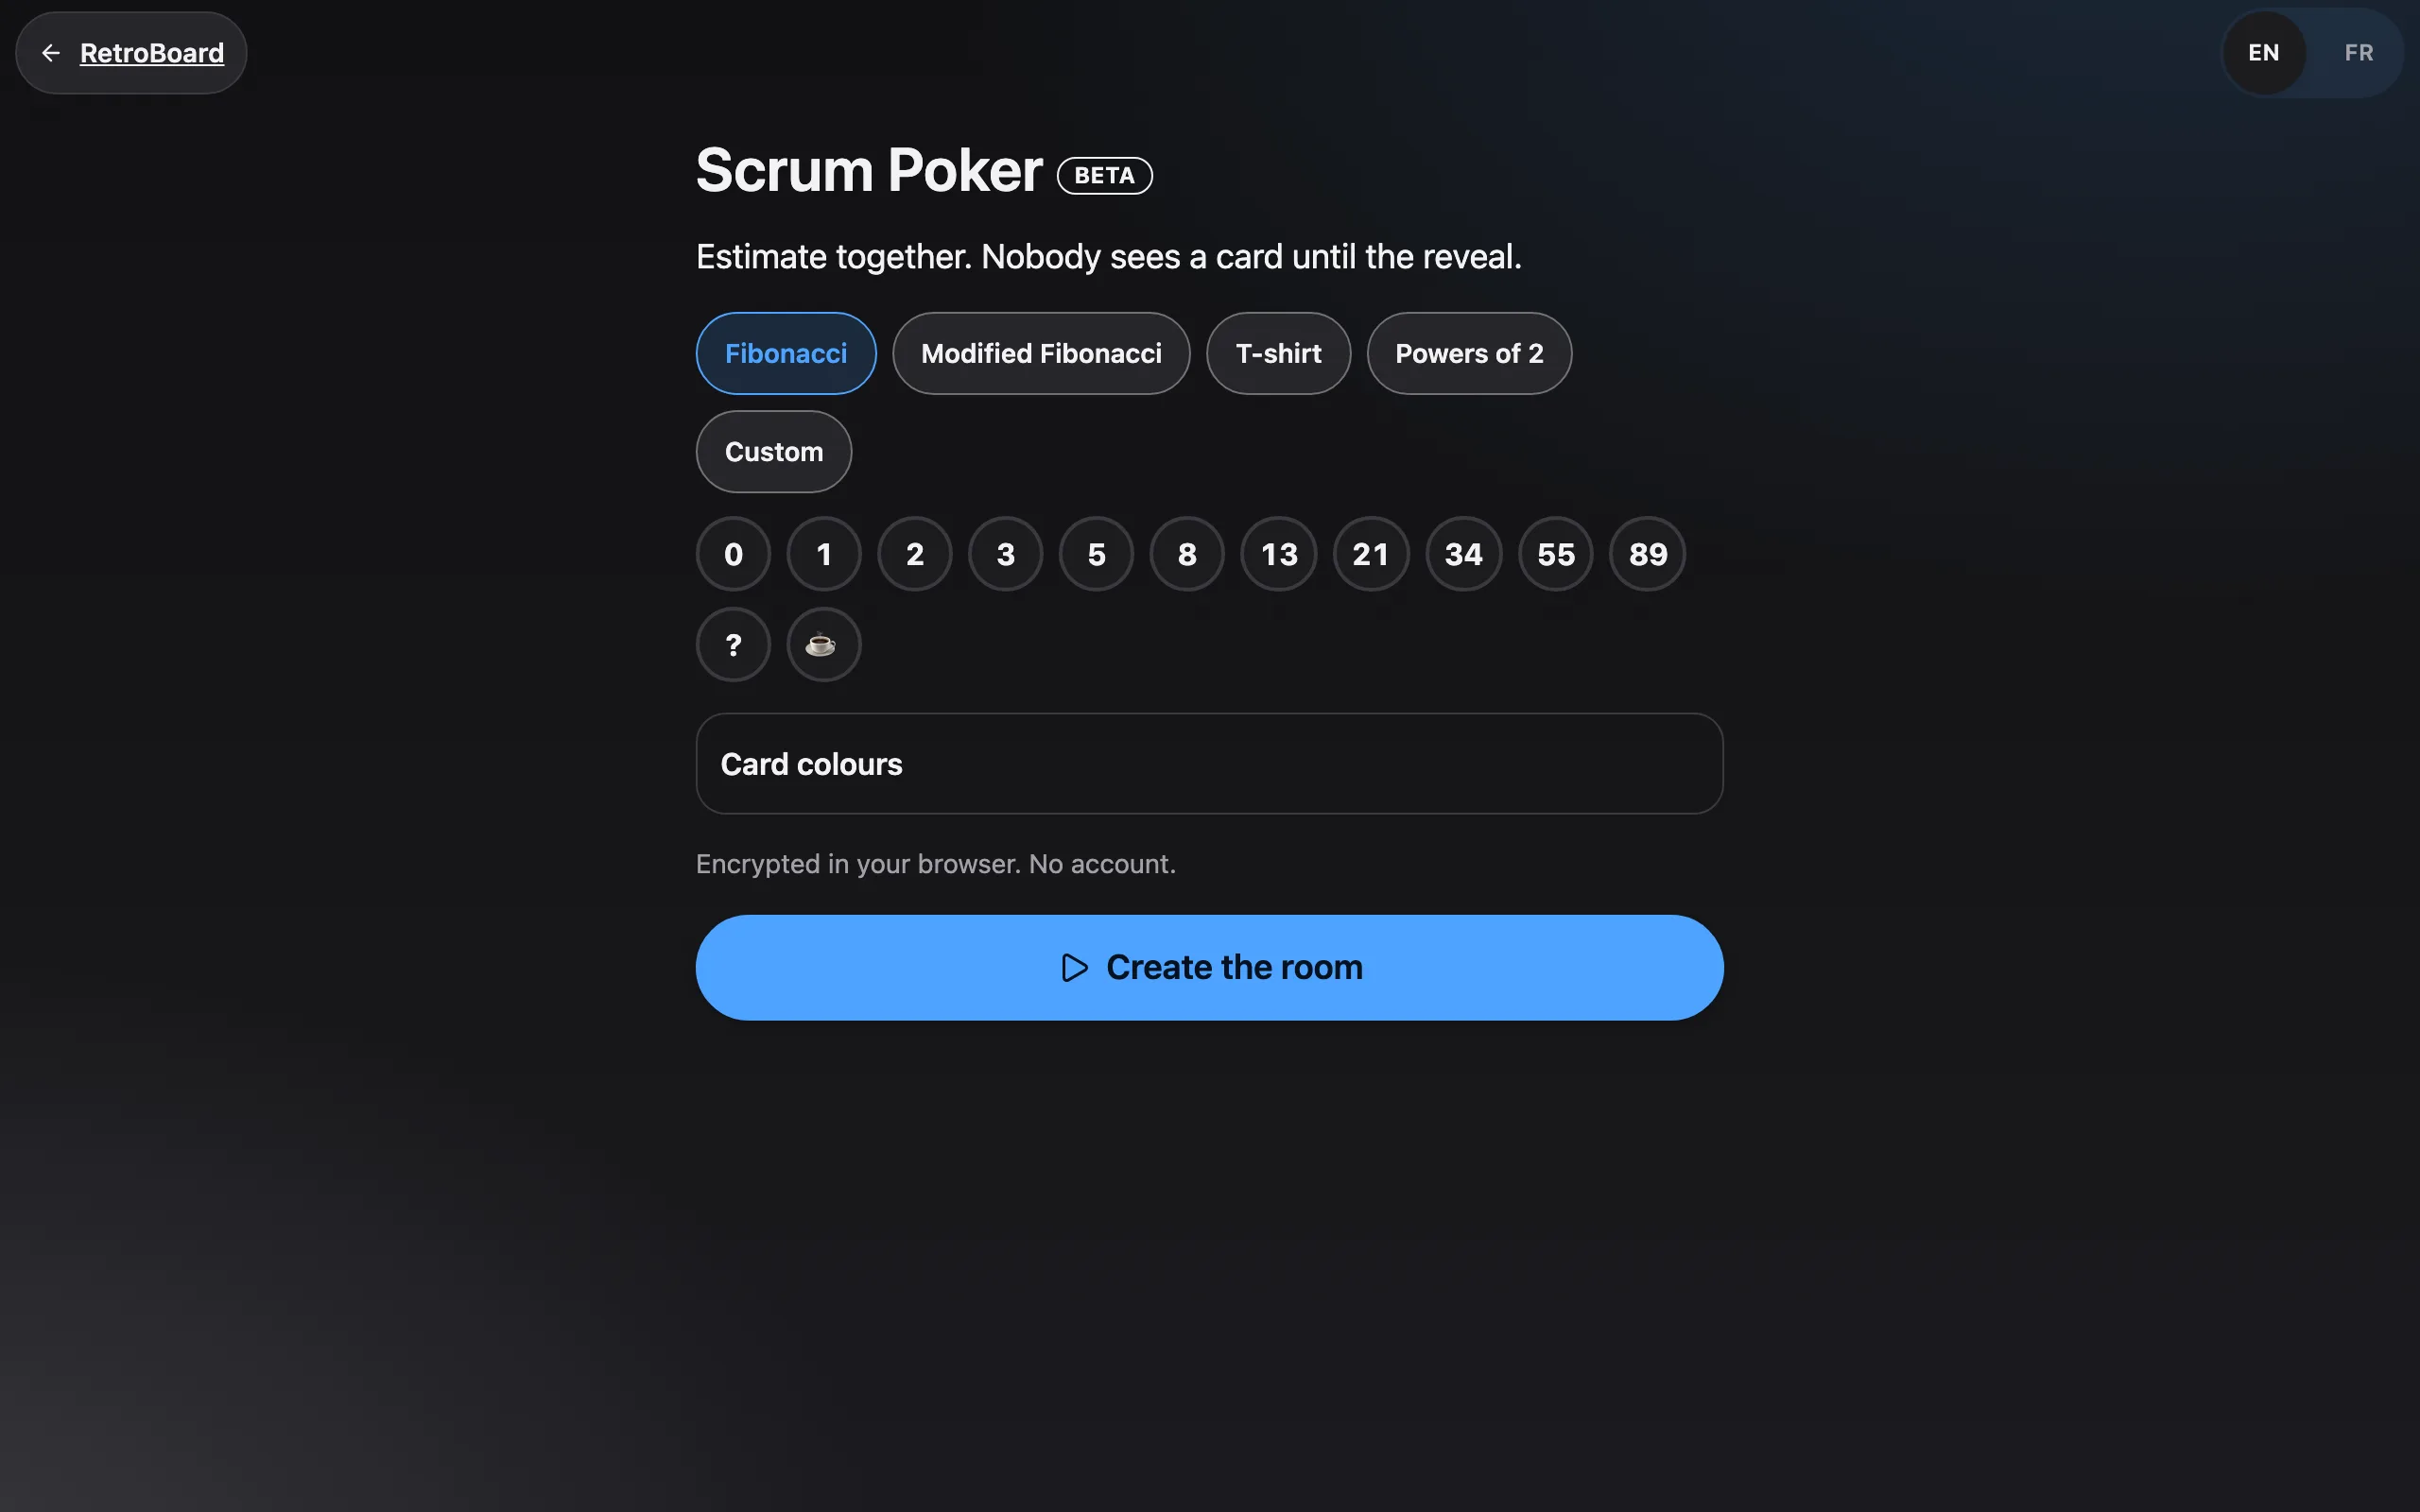 RetroBoard
EN FR
Scrum Poker BETA
Estimate together. Nobody sees a card until the reveal.
Fibonacci Modified Fibonacci T-shirt Powers of 2
Custom
0 1 2 3 5 8 13 21 34 55 89
?
Card colours
Encrypted in your browser. No account.
Create the room